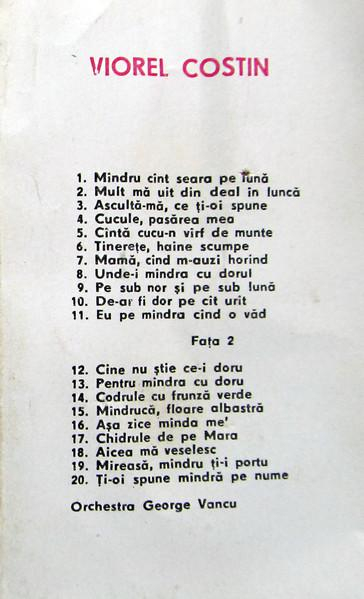 VIOREL COSTIN
1. Mindru cint seara pe lună
2. Mult mă uit din deal in luncă
3. Ascultă-mă, ce ți-oi spune
4. Cucule, pasărea mea
5. Cintă cucu-n virf de munte
6. Tinerețe, haine scumpe
7. Mamă, cind m-auzi horind
8. Unde-i mindra cu dorul
9. Pe sub nor și pe sub lună
10. De-ar fi dor pe cit urit
11. Eu pe mindra cind o văd
Fața 2
12. Cine nu știe ce-i doru
13. Pentru mindra cu doru
14. Codrule cu frunză verde
15. Mindrucă, floare albastră
16. Așa zice minda me'
17. Chidrule de pe Mara
18. Aicea mă veselesc
19. Mireasă, mindru ți-i portu
20. Ți-oi spune mindră pe nume
Orchestra George Vancu